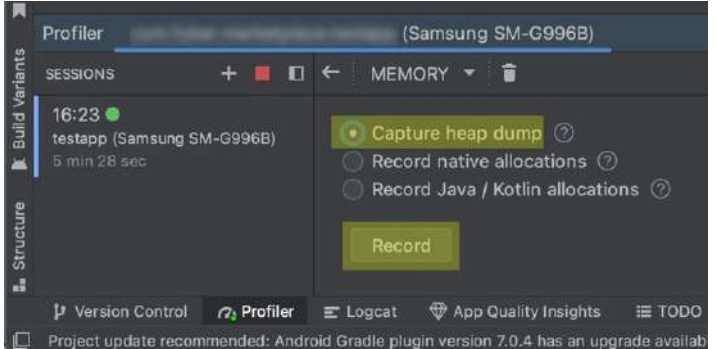 Profiler (Samsung SM-G996B)
SESSIONS
MEMORY
16:23
testapp (Samsung SM-G996B)
5 min 28 sec
Capture heap dump ?
Record native allocations ?
Record Java / Kotlin allocations ?
Record
Build Variants
Structure
Version Control Profiler Logcat App Quality Insights TODO
Project update recommended: Android Gradle plugin version 7.0.4 has an upgrade availab